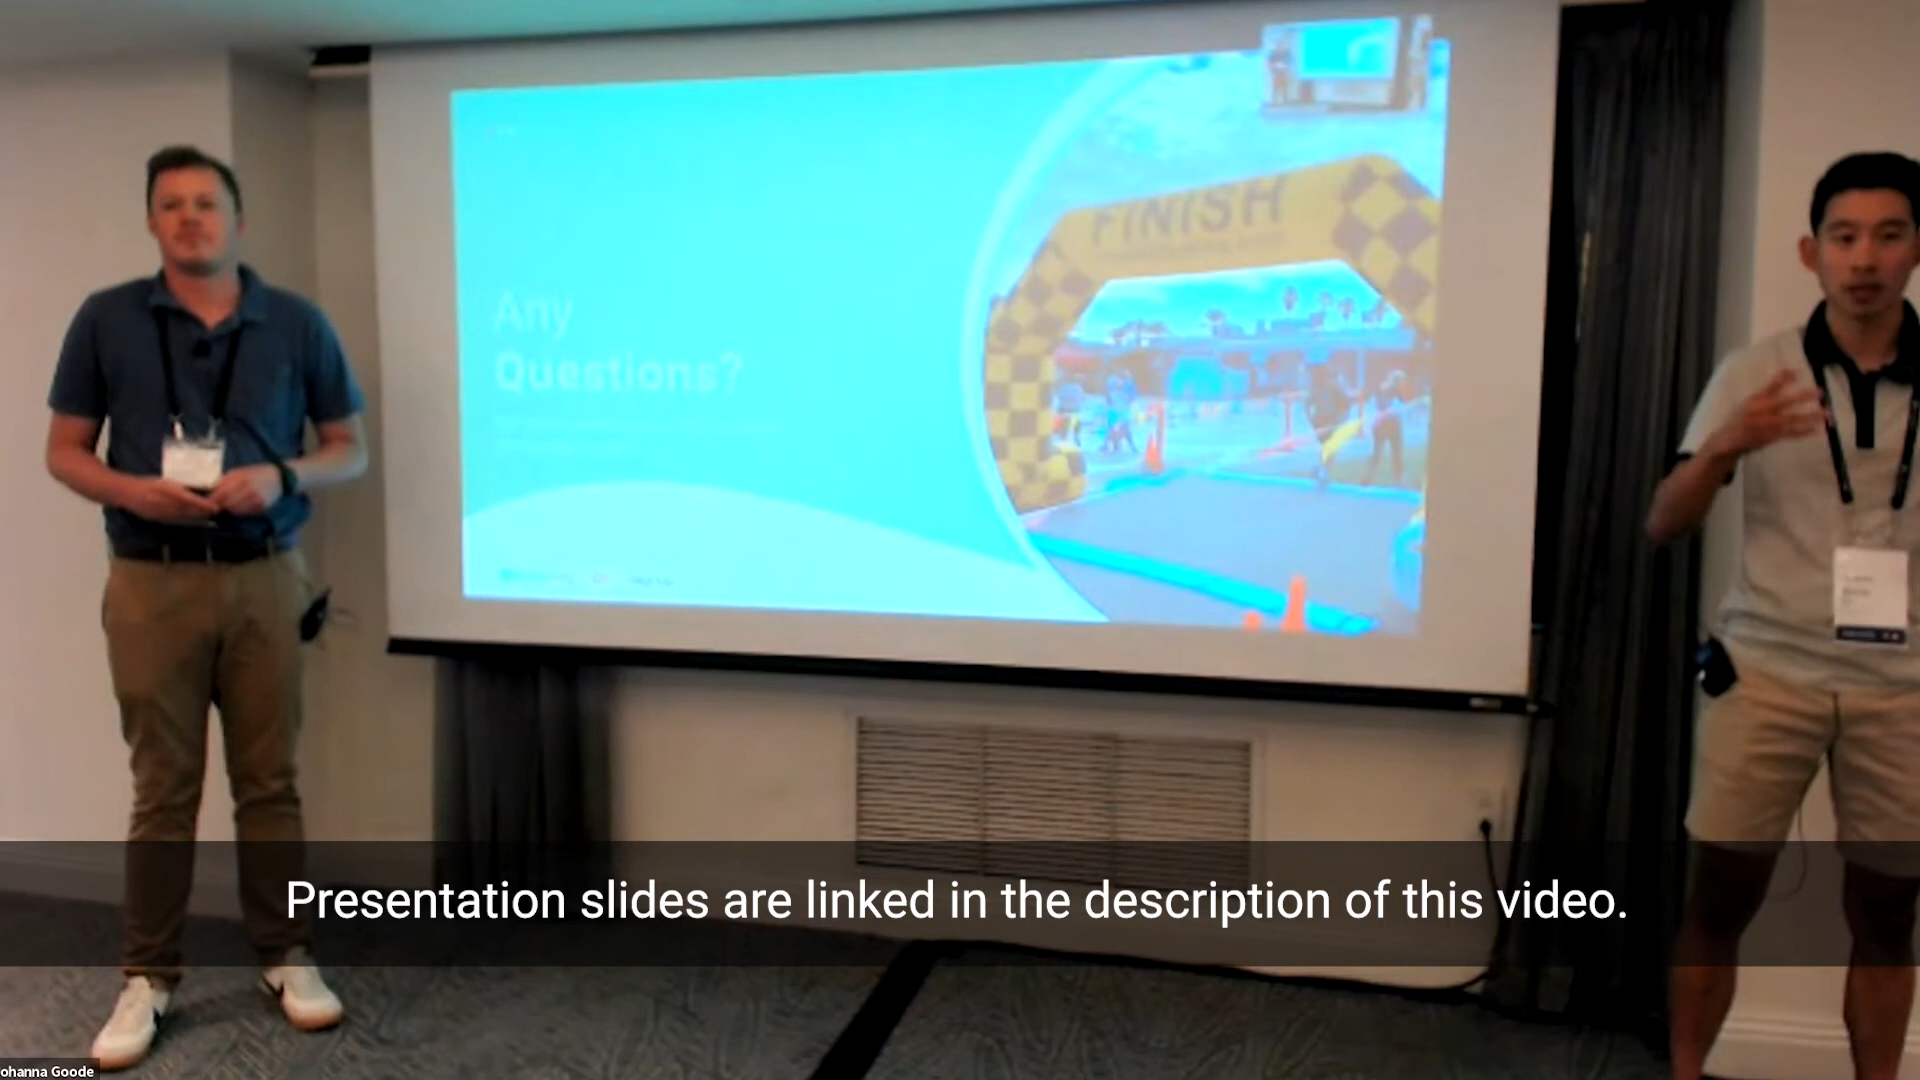 FINISH
Any
Questions?
Presentation slides are linked in the description of this video.
ohanna Goode